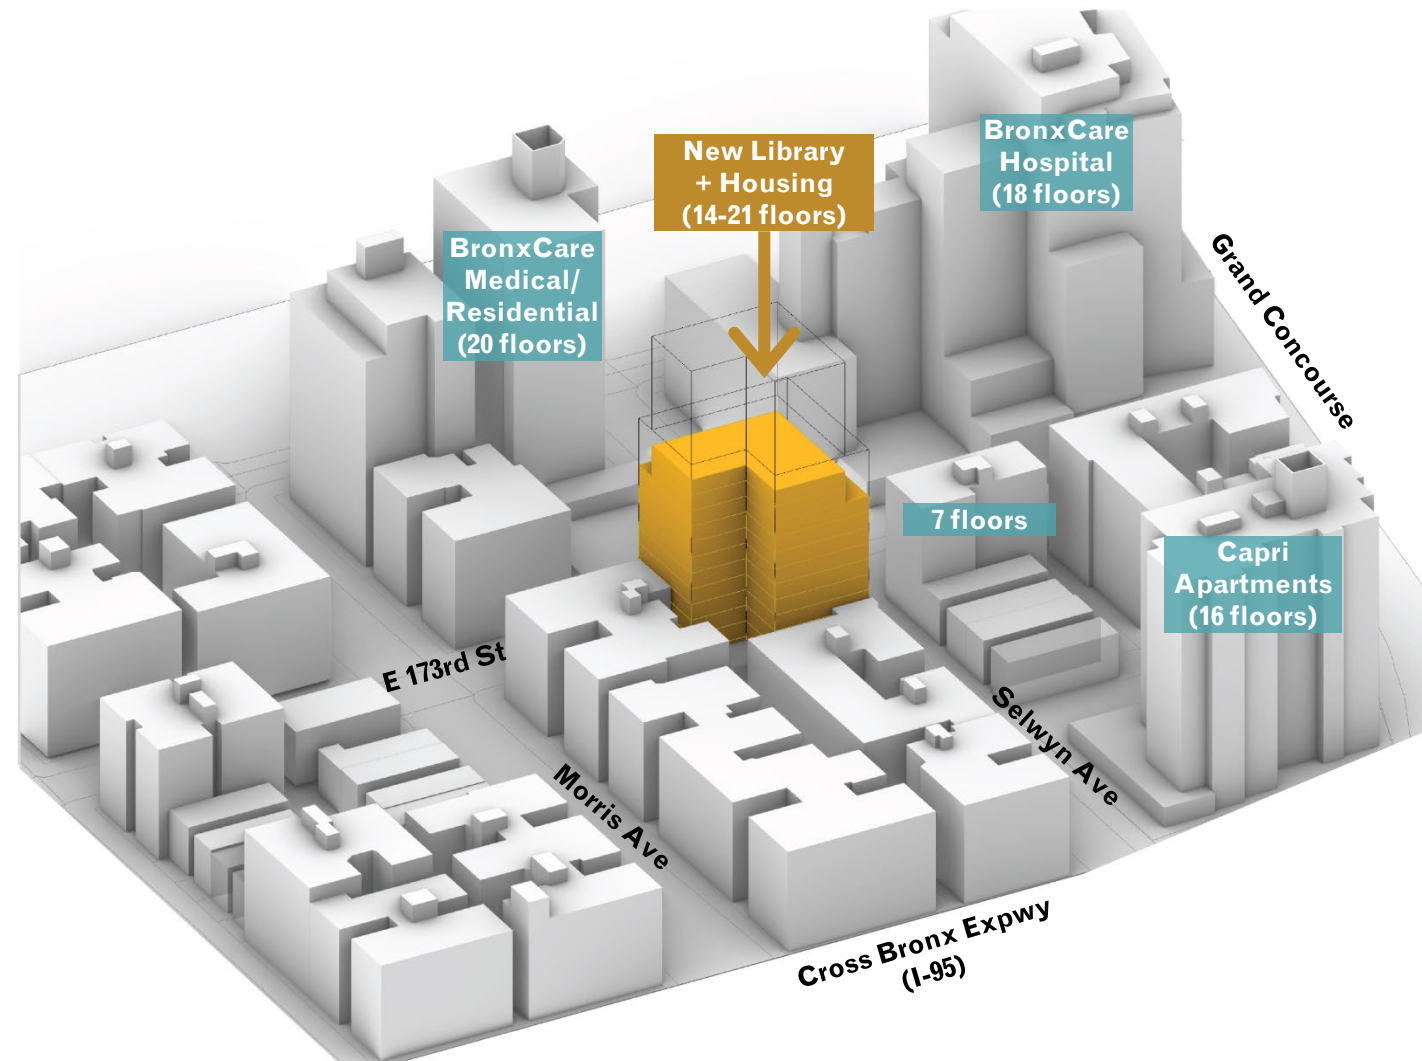 BronxCare
Hospital
(18 floors)
New Library
+ Housing
(14-21 floors)
BronxCare
Medical/
Residential
(20 floors)
Grand Concourse
7 floors
Capri
Apartments
(16 floors)
E 173rd St
Selwyn Ave
Morris Ave
Cross Bronx Expwy
(I-95)